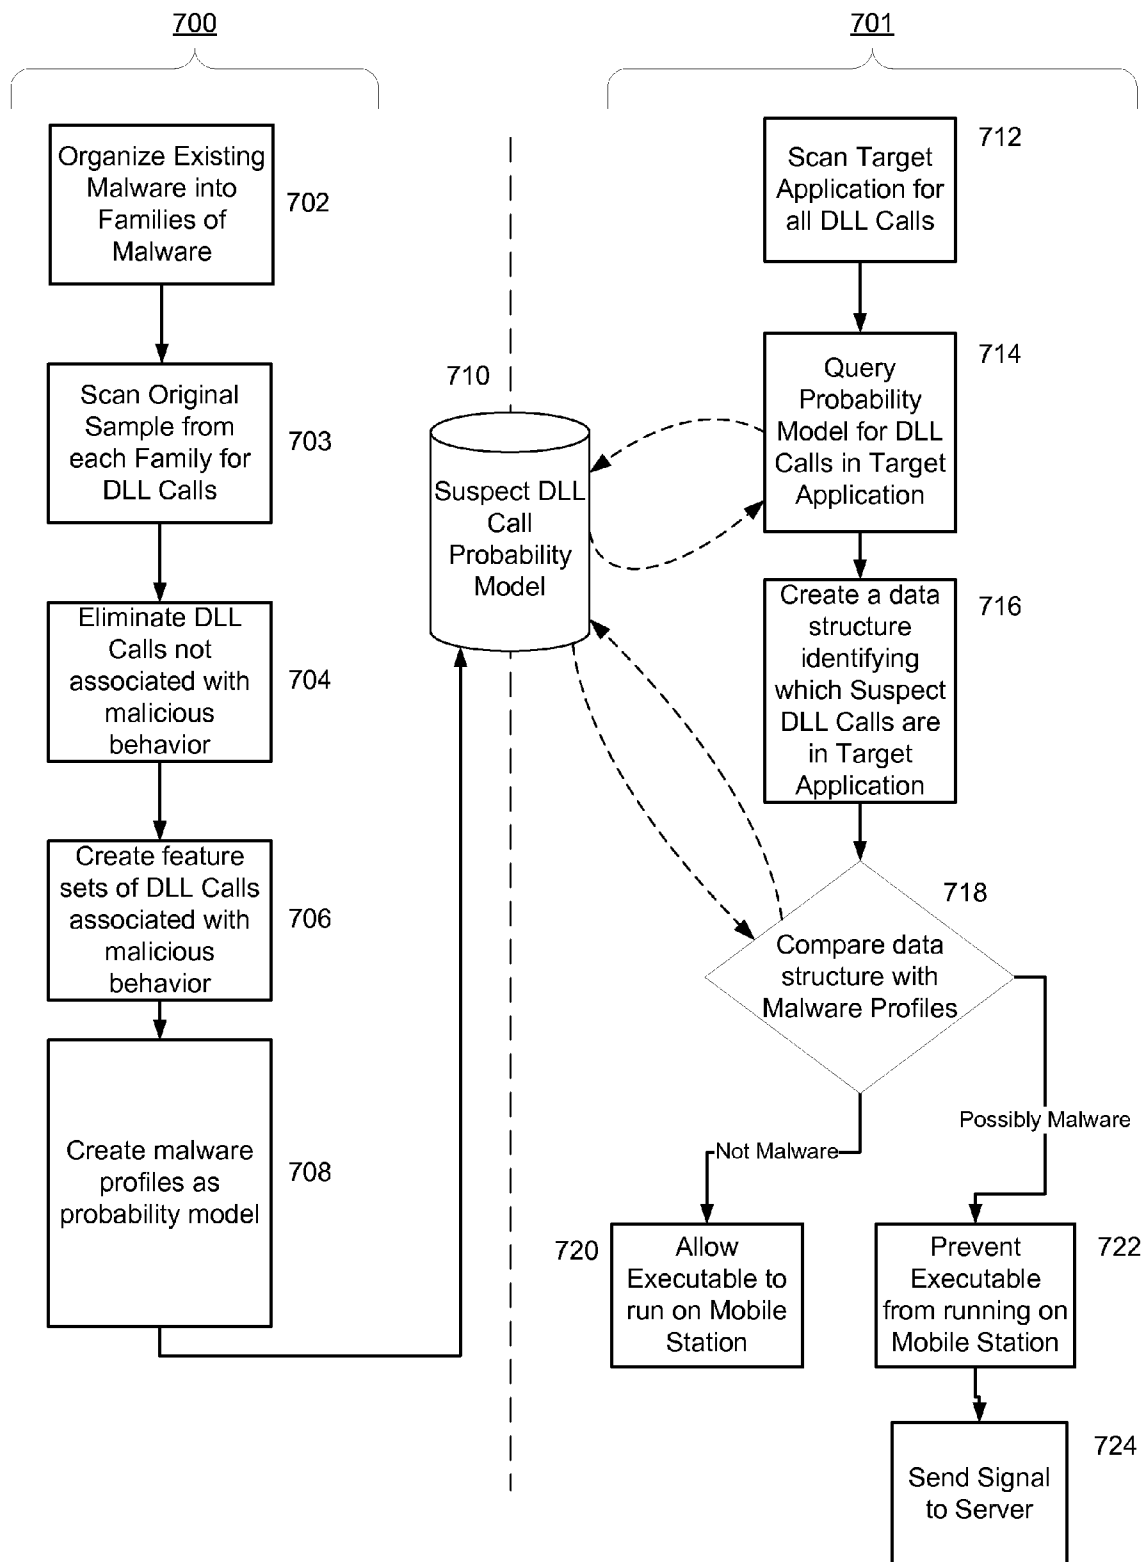 700
701
Organize Existing
Malware into
Families of
Malware
702
Scan Original
Sample from
each Family for
DLL Calls
703
Eliminate DLL
Calls not
associated with
malicious
behavior
704
Create feature
sets of DLL Calls
associated with
malicious
behavior
706
Create malware
profiles as
probability model
708
710
Suspect DLL
Call
Probability
Model
Scan Target
Application for
all DLL Calls
712
Query
Probability
Model for DLL
Calls in Target
Application
714
Create a data
structure
identifying
which Suspect
DLL Calls are
in Target
Application
716
Compare data
structure with
Malware Profiles
718
Not Malware
Possibly Malware
720
Allow
Executable to
run on Mobile
Station
Prevent
Executable
from running on
Mobile Station
722
Send Signal
to Server
724